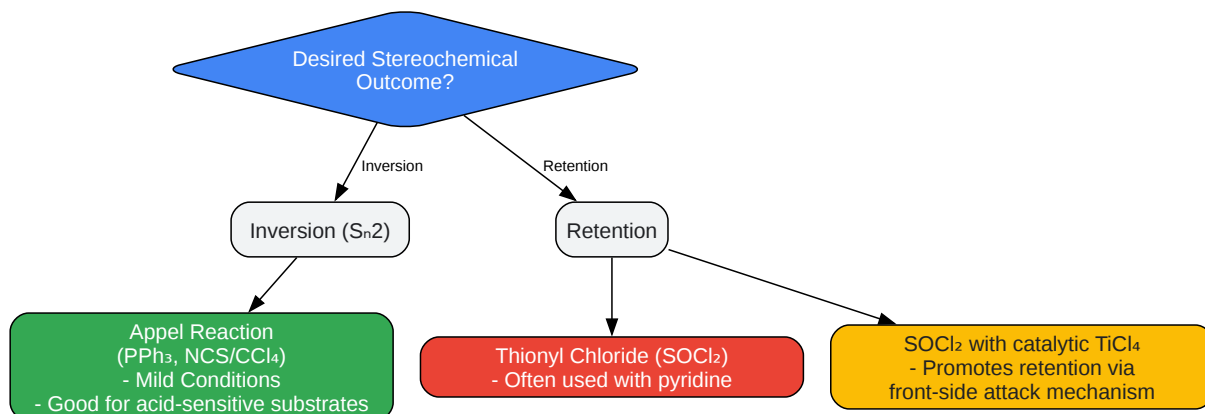 Desired Stereochemical
Outcome?
Inversion
Retention
Inversion (Sₙ2)
Retention
Appel Reaction
(PPh₃, NCS/CCl₄)
- Mild Conditions
- Good for acid-sensitive substrates
Thionyl Chloride (SOCl₂)
- Often used with pyridine
SOCl₂ with catalytic TiCl₄
- Promotes retention via
front-side attack mechanism